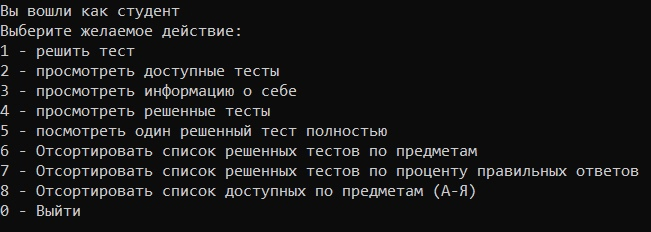 Вы вошли как студент
Выберите желаемое действие:
1 - решить тест
2 - просмотреть доступные тесты
3 - просмотреть информацию о себе
4 - просмотреть решенные тесты
5 - посмотреть один решенный тест полностью
6 - Отсортировать список решенных тестов по предметам
7 - Отсортировать список решенных тестов по проценту правильных ответов
8 - Отсортировать список доступных по предметам (А-Я)
0 - Выйти